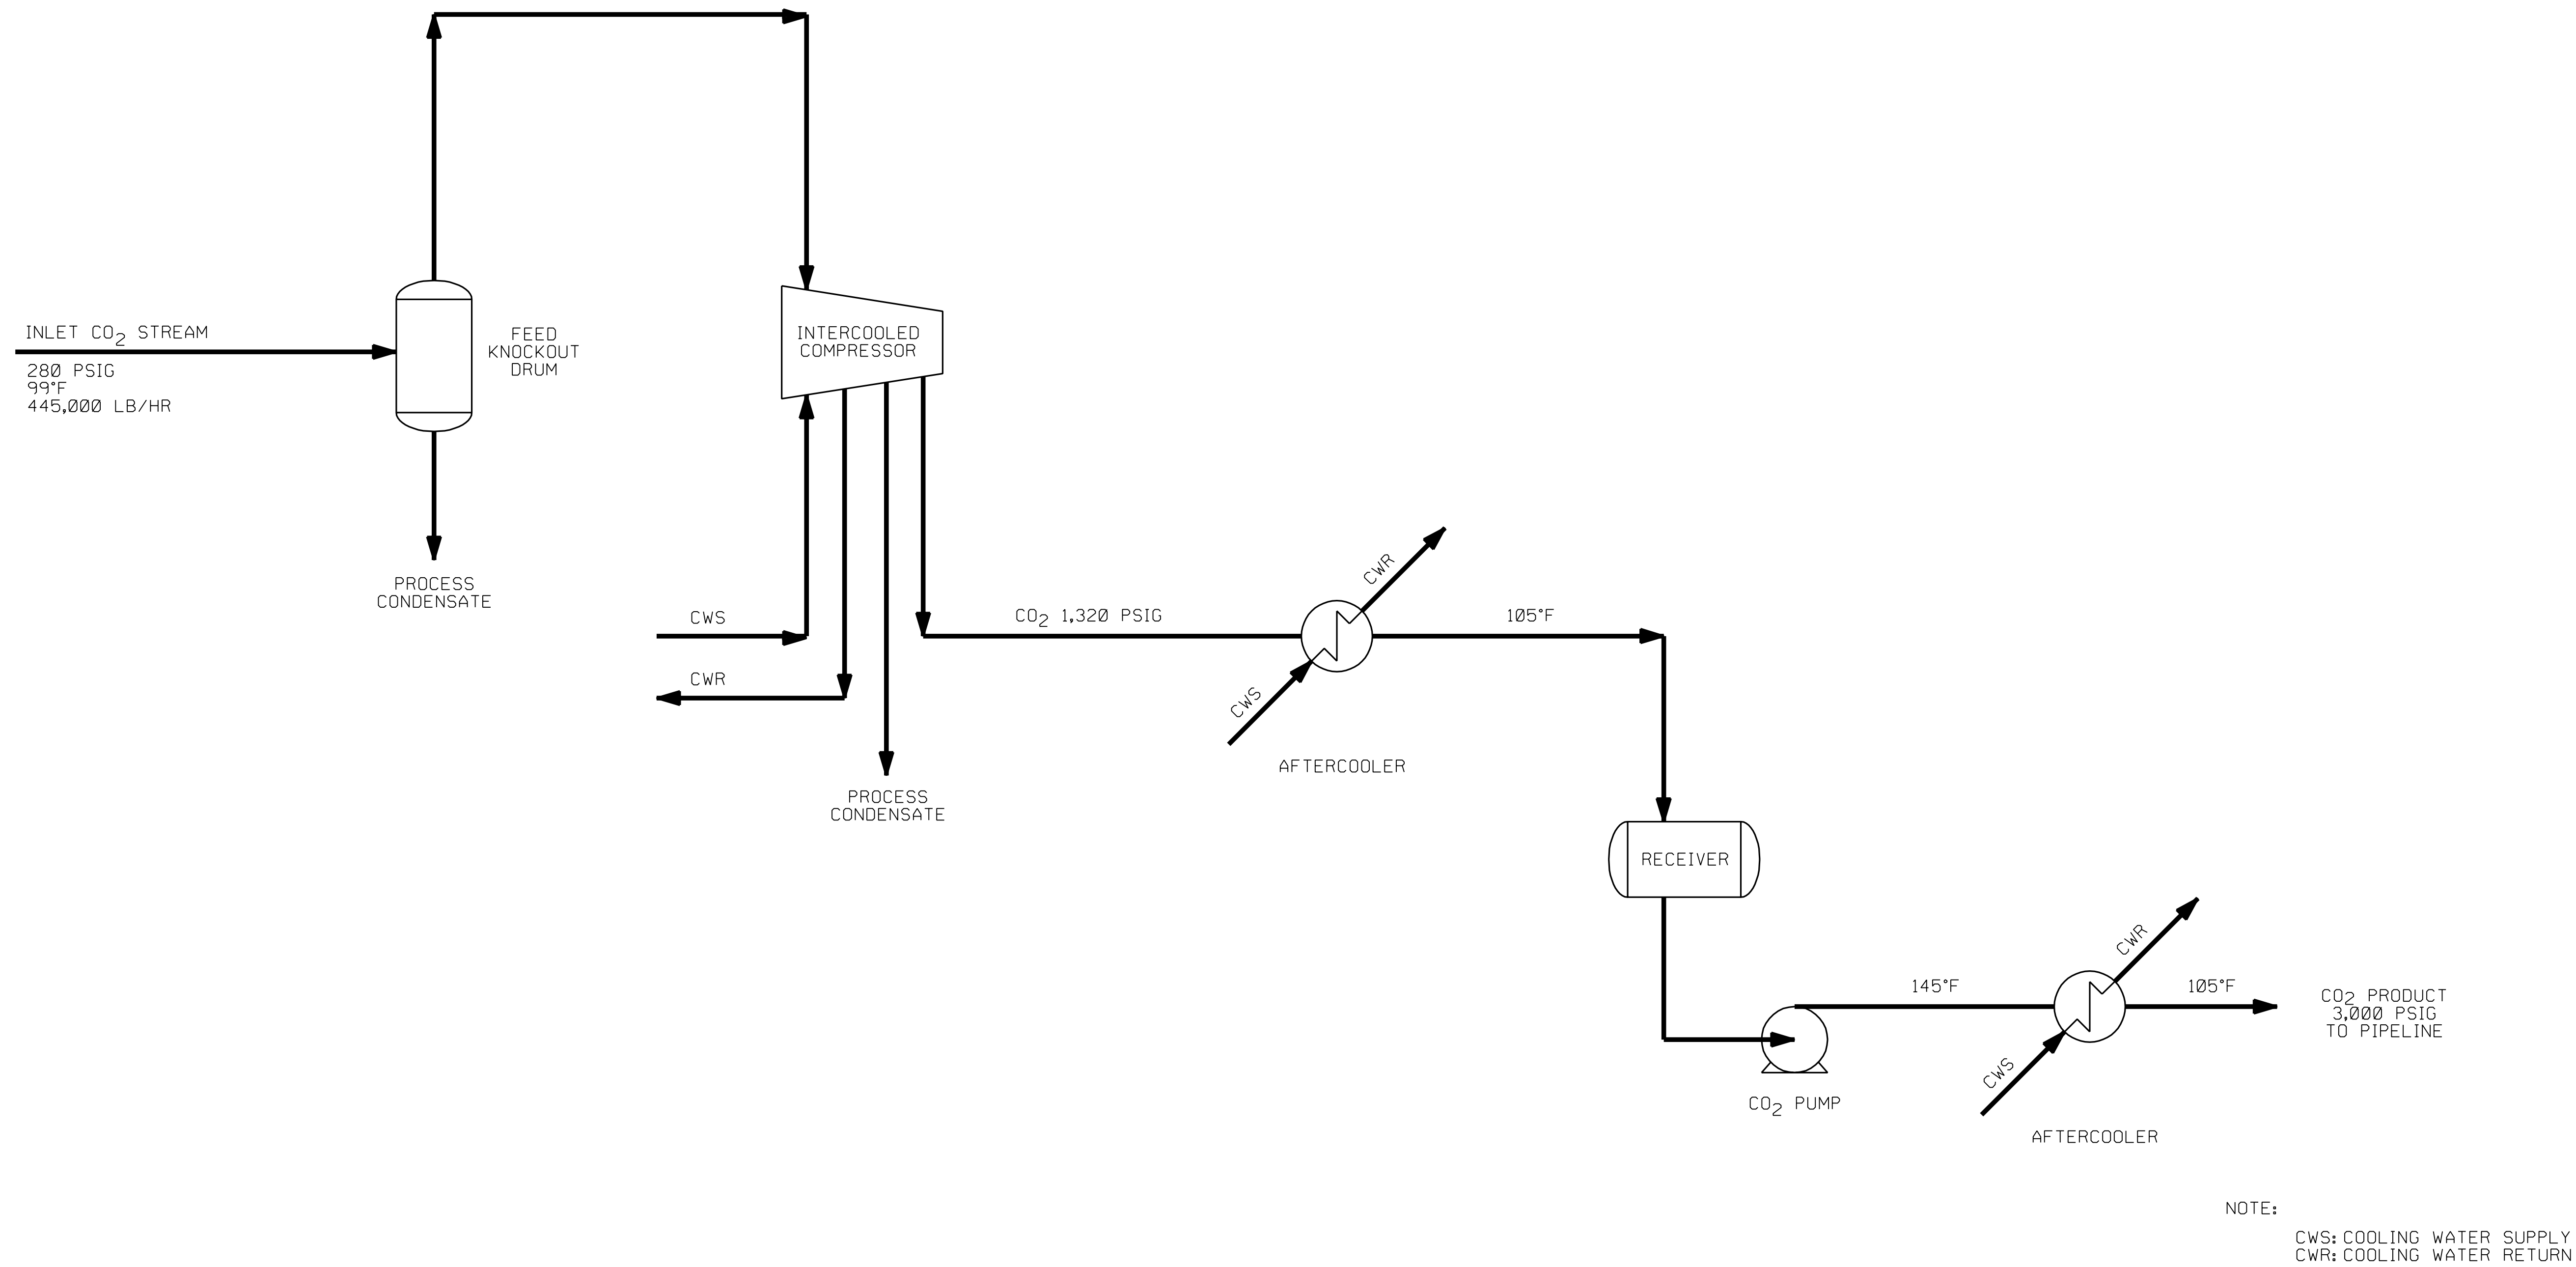 INLET CO2 STREAM
280 PSIG
99°F
445,000 LB/HR
FEED
KNOCKOUT
DRUM
PROCESS
CONDENSATE
INTERCOOLED
COMPRESSOR
CWS
CWR
PROCESS
CONDENSATE
CO2 1,320 PSIG
CWR
CWS
AFTERCOOLER
105°F
RECEIVER
CO2 PUMP
145°F
CWR
CWS
AFTERCOOLER
105°F
CO2 PRODUCT
3,000 PSIG
TO PIPELINE
NOTE:
CWS: COOLING WATER SUPPLY
CWR: COOLING WATER RETURN